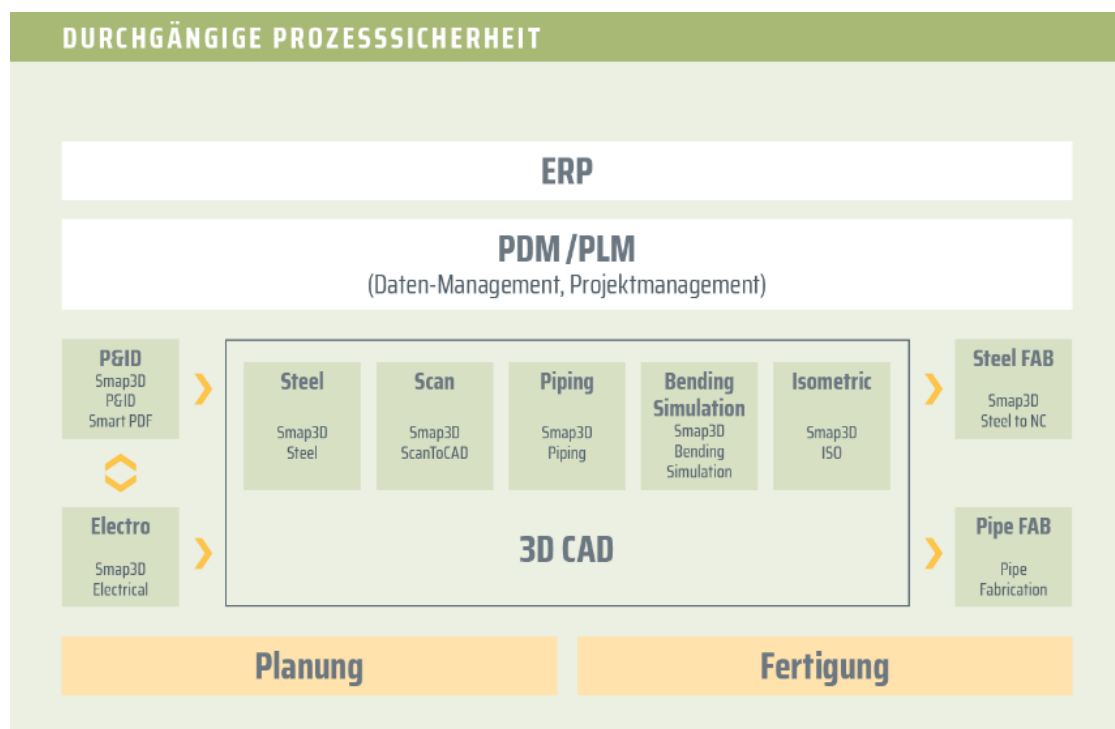 DURCHGÄNGIGE PROZESSSICHERHEIT
ERP
PDM /PLM
(Daten-Management, Projektmanagement)
P&ID
Smap3D
P&ID
Smart PDF
Electro
Smap3D
Electrical
Steel
Smap3D
Steel
Scan
Smap3D
ScanToCAD
Piping
Smap3D
Piping
Bending
Simulation
Smap3D
Bending
Simulation
Isometric
Smap3D
ISO
3D CAD
Steel FAB
Smap3D
Steel to NC
Pipe FAB
Pipe
Fabrication
Planung
Fertigung